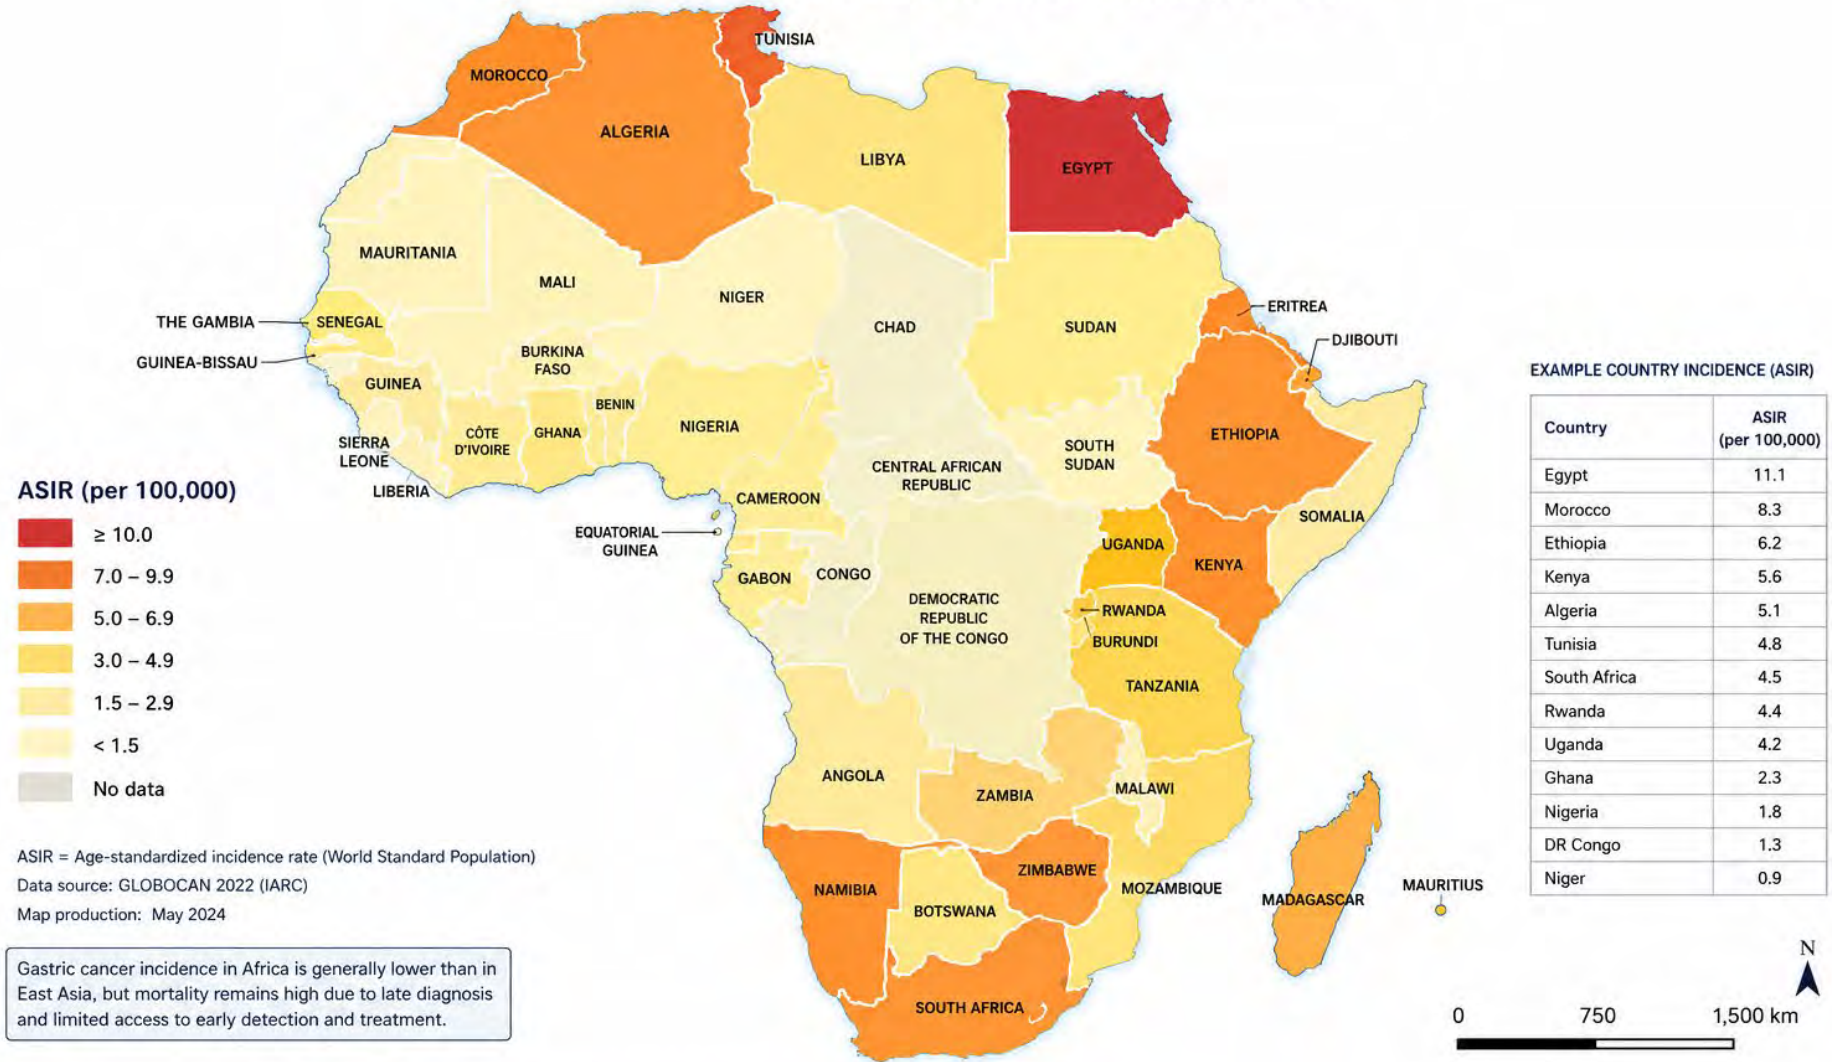 TUNISIA
MOROCCO
ALGERIA
LIBYA
EGYPT
MAURITANIA
MALI
NIGER
CHAD
SUDAN
ERITREA
DJIBOUTI
THE GAMBIA
SENEGAL
GUINEA-BISSAU
BURKINA
FASO
GUINEA
BENIN
NIGERIA
CÔTE
D'IVOIRE
GHANA
SIERRA
LEONE
LIBERIA
ETHIOPIA
SOUTH
SUDAN
CENTRAL AFRICAN
REPUBLIC
CAMEROON
SOMALIA
EQUATORIAL
GUINEA
UGANDA
KENYA
GABON
CONGO
DEMOCRATIC
REPUBLIC
OF THE CONGO
RWANDA
BURUNDI
TANZANIA
ANGOLA
ZAMBIA
MALAWI
NAMIBIA
BOTSWANA
ZIMBABWE
MOZAMBIQUE
MADAGASCAR
MAURITIUS
SOUTH AFRICA
ASIR (per 100,000)
≥ 10.0
7.0 – 9.9
5.0 – 6.9
3.0 – 4.9
1.5 – 2.9
< 1.5
No data
ASIR = Age-standardized incidence rate (World Standard Population)
Data source: GLOBOCAN 2022 (IARC)
Map production: May 2024
Gastric cancer incidence in Africa is generally lower than in
East Asia, but mortality remains high due to late diagnosis
and limited access to early detection and treatment.
EXAMPLE COUNTRY INCIDENCE (ASIR)
Country ASIR
(per 100,000)
Egypt 11.1
Morocco 8.3
Ethiopia 6.2
Kenya 5.6
Algeria 5.1
Tunisia 4.8
South Africa 4.5
Rwanda 4.4
Uganda 4.2
Ghana 2.3
Nigeria 1.8
DR Congo 1.3
Niger 0.9
N
0 750 1,500 km